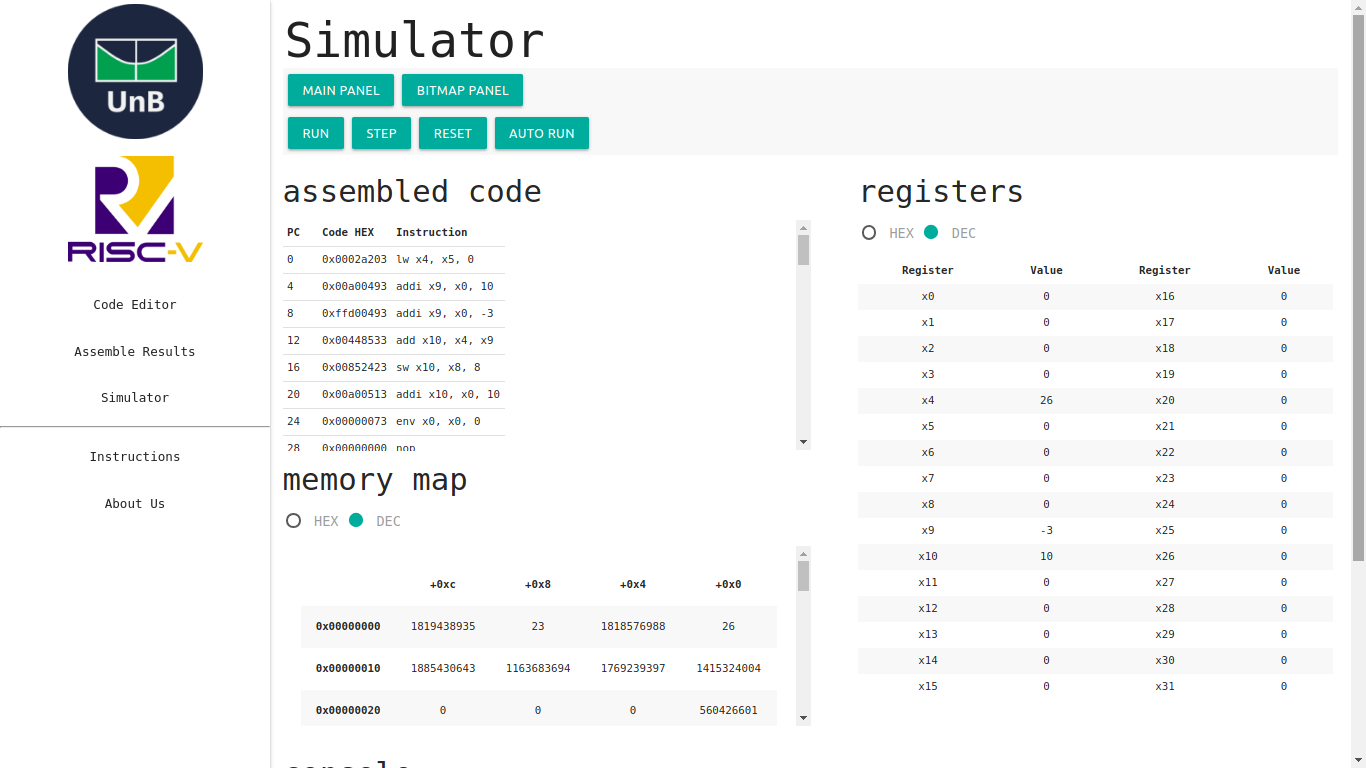 UnB
RISC-V
Code Editor
Assemble Results
Simulator
Instructions
About Us
Simulator
MAIN PANEL BITMAP PANEL
RUN STEP RESET AUTO RUN
assembled code
PC Code HEX Instruction
0 0x0002a203 lw x4, x5, 0
4 0x00a00493 addi x9, x0, 10
8 0xffd00493 addi x9, x0, -3
12 0x00448533 add x10, x4, x9
16 0x00852423 sw x10, x8, 8
20 0x00a00513 addi x10, x0, 10
24 0x00000073 env x0, x0, 0
28 0x00000000 nop
memory map
HEX DEC
+0xc +0x8 +0x4 +0x0
0x00000000 1819438935 23 1818576988 26
0x00000010 1885430643 1163683694 1769239397 1415324004
0x00000020 0 0 0 560426601
console
registers
HEX DEC
Register Value Register Value
x0 0 x16 0
x1 0 x17 0
x2 0 x18 0
x3 0 x19 0
x4 26 x20 0
x5 0 x21 0
x6 0 x22 0
x7 0 x23 0
x8 0 x24 0
x9 -3 x25 0
x10 10 x26 0
x11 0 x27 0
x12 0 x28 0
x13 0 x29 0
x14 0 x30 0
x15 0 x31 0